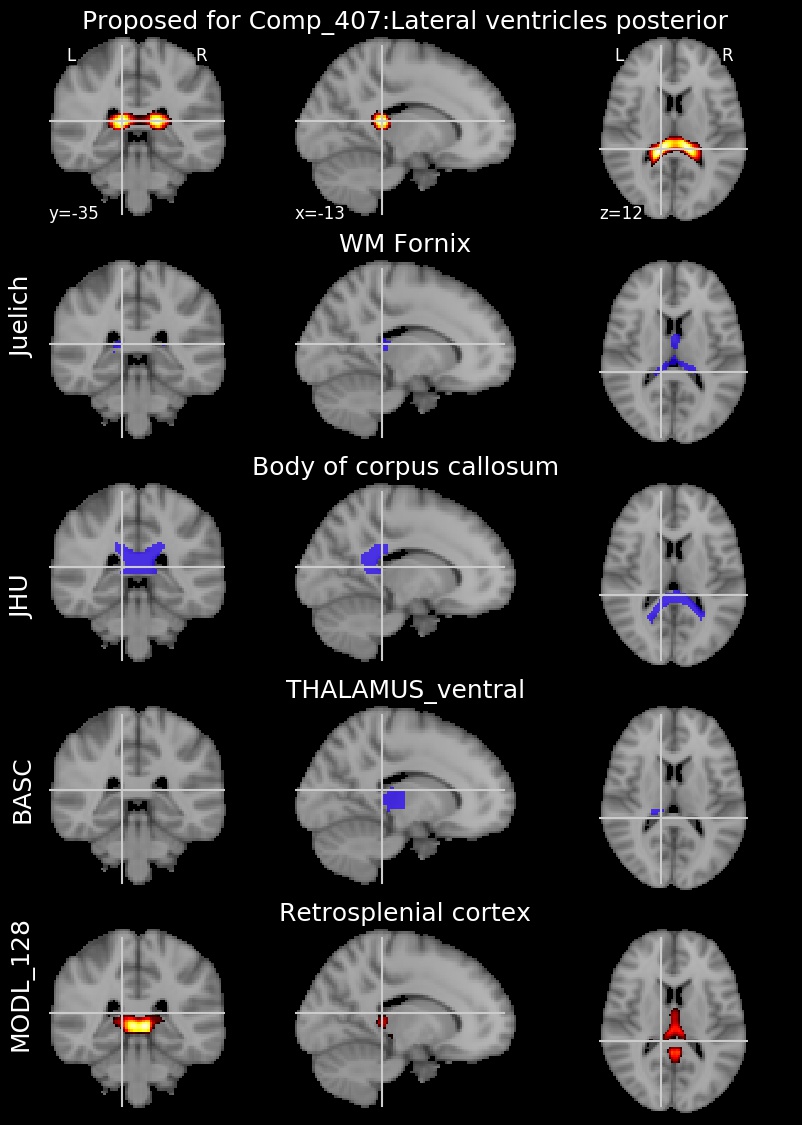 Proposed for Comp_407:Lateral ventricles posterior
L R L R
y=-35 x=-13 z=12
WM Fornix
Juelich
Body of corpus callosum
JHU
THALAMUS_ventral
BASC
Retrosplenial cortex
MODL_128